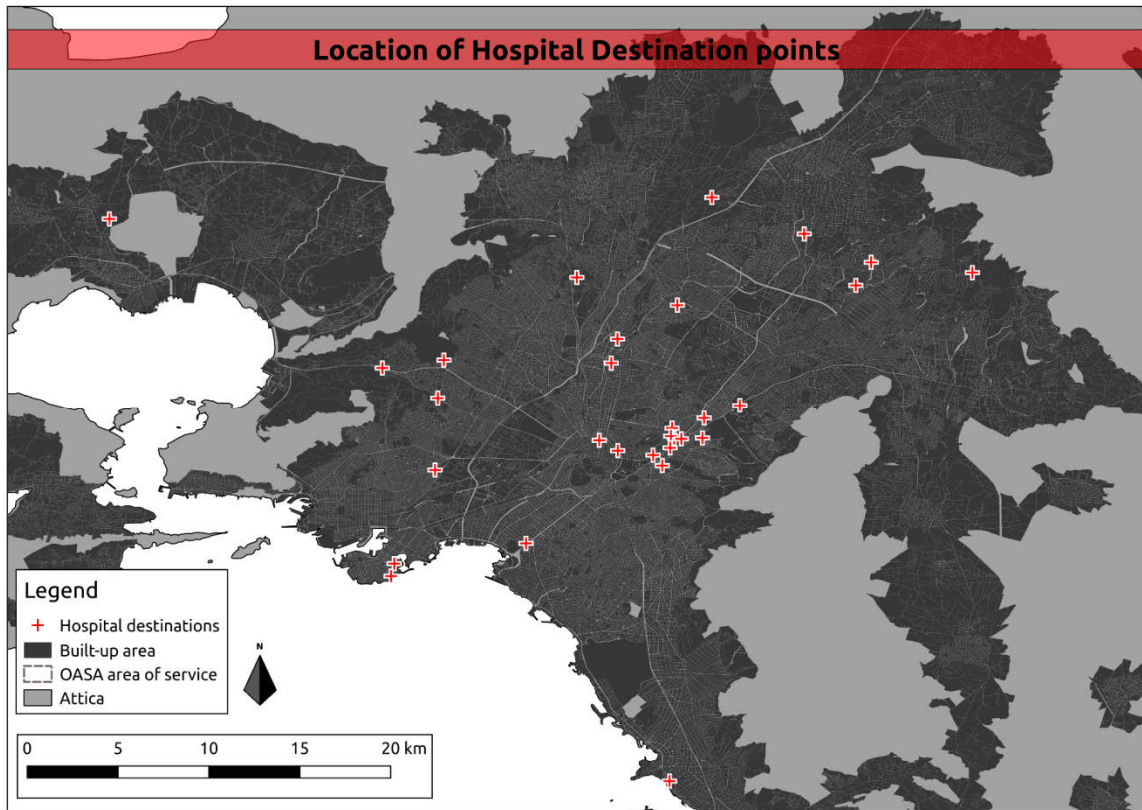 Location of Hospital Destination points
Legend
Hospital destinations
Built-up area
OASA area of service
Attica
N
0 5 10 15 20 km